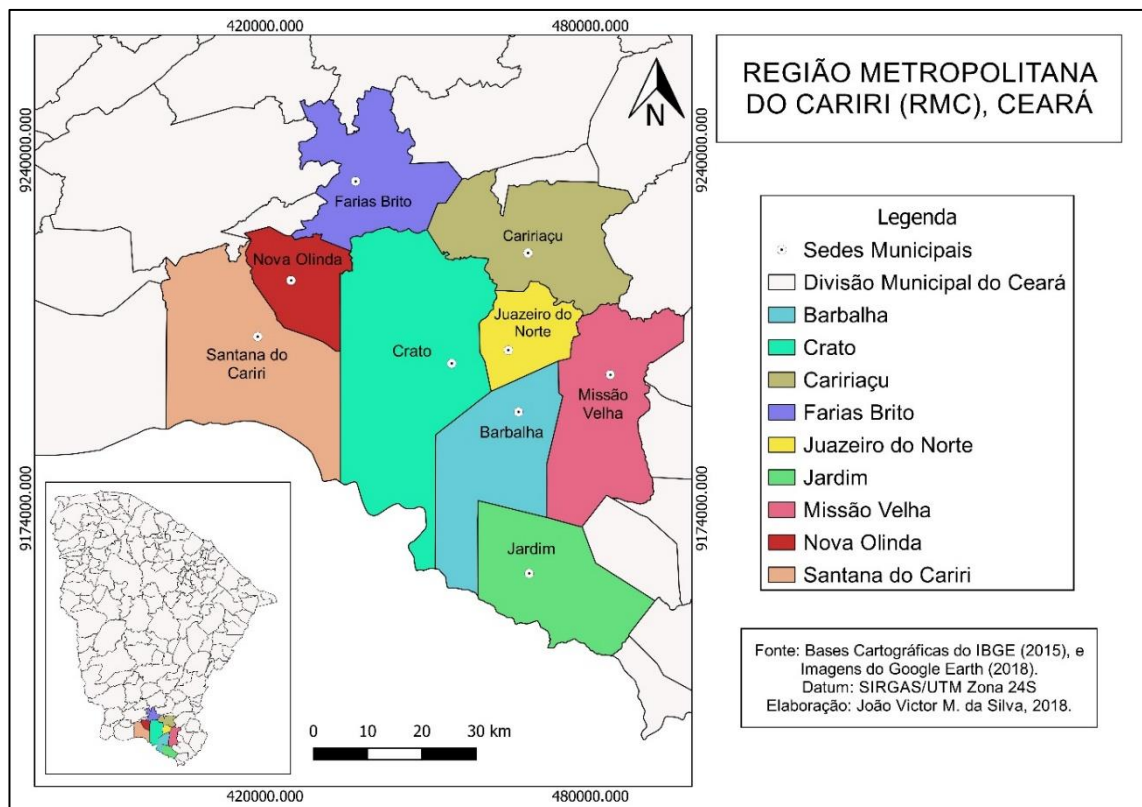 420000.000
480000.000
9240000.000
9240000.000
9174000.000
9174000.000
420000.000
480000.000
N
Farias Brito
Caririaçu
Nova Olinda
Juazeiro do
Norte
Santana do
Cariri
Crato
Missão
Velha
Barbalha
Jardim
0 10 20 30 km
REGIÃO METROPOLITANA
DO CARIRI (RMC), CEARÁ
Legenda
Sedes Municipais
Divisão Municipal do Ceará
Barbalha
Crato
Caririaçu
Farias Brito
Juazeiro do Norte
Jardim
Missão Velha
Nova Olinda
Santana do Cariri
Fonte: Bases Cartográficas do IBGE (2015), e
Imagens do Google Earth (2018).
Datum: SIRGAS/UTM Zona 24S
Elaboração: João Victor M. da Silva, 2018.